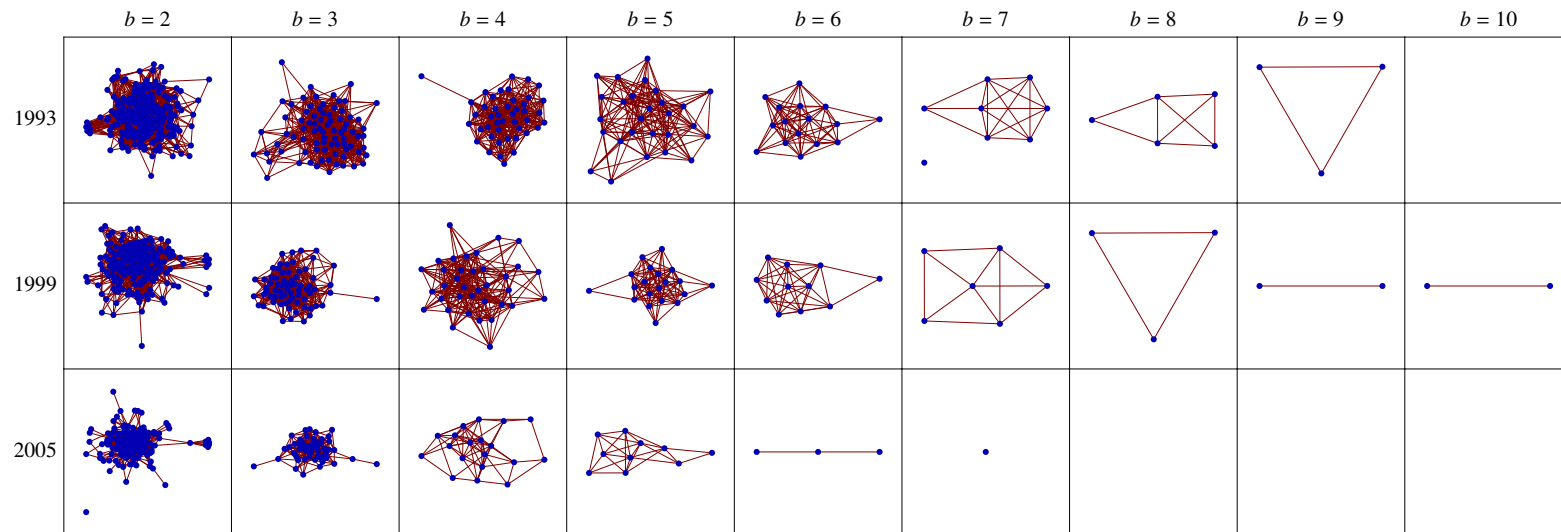 b = 2 b = 3 b = 4 b = 5 b = 6 b = 7 b = 8 b = 9 b = 10
1993
1999
2005